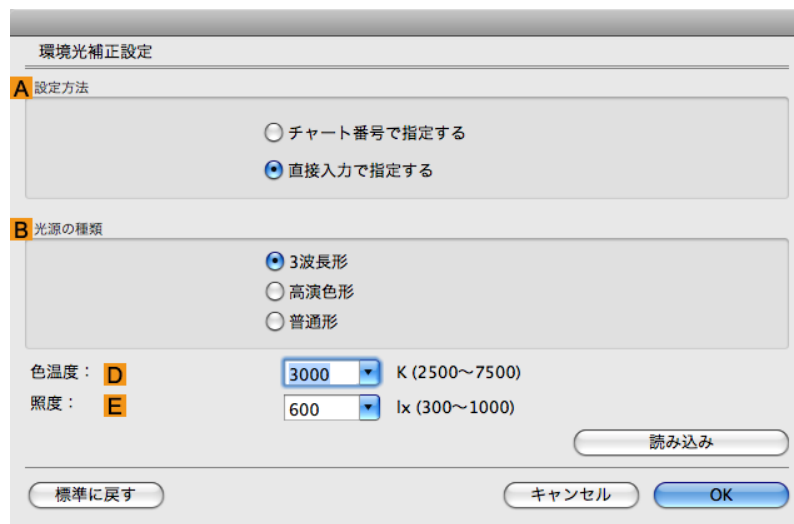 環境光補正設定
A 設定方法
チャート番号で指定する
直接入力で指定する
B 光源の種類
3波長形
高演色形
普通形
色温度： D 3000 K (2500～7500)
照度： E 600 lx (300～1000)
読み込み
標準に戻す キャンセル OK